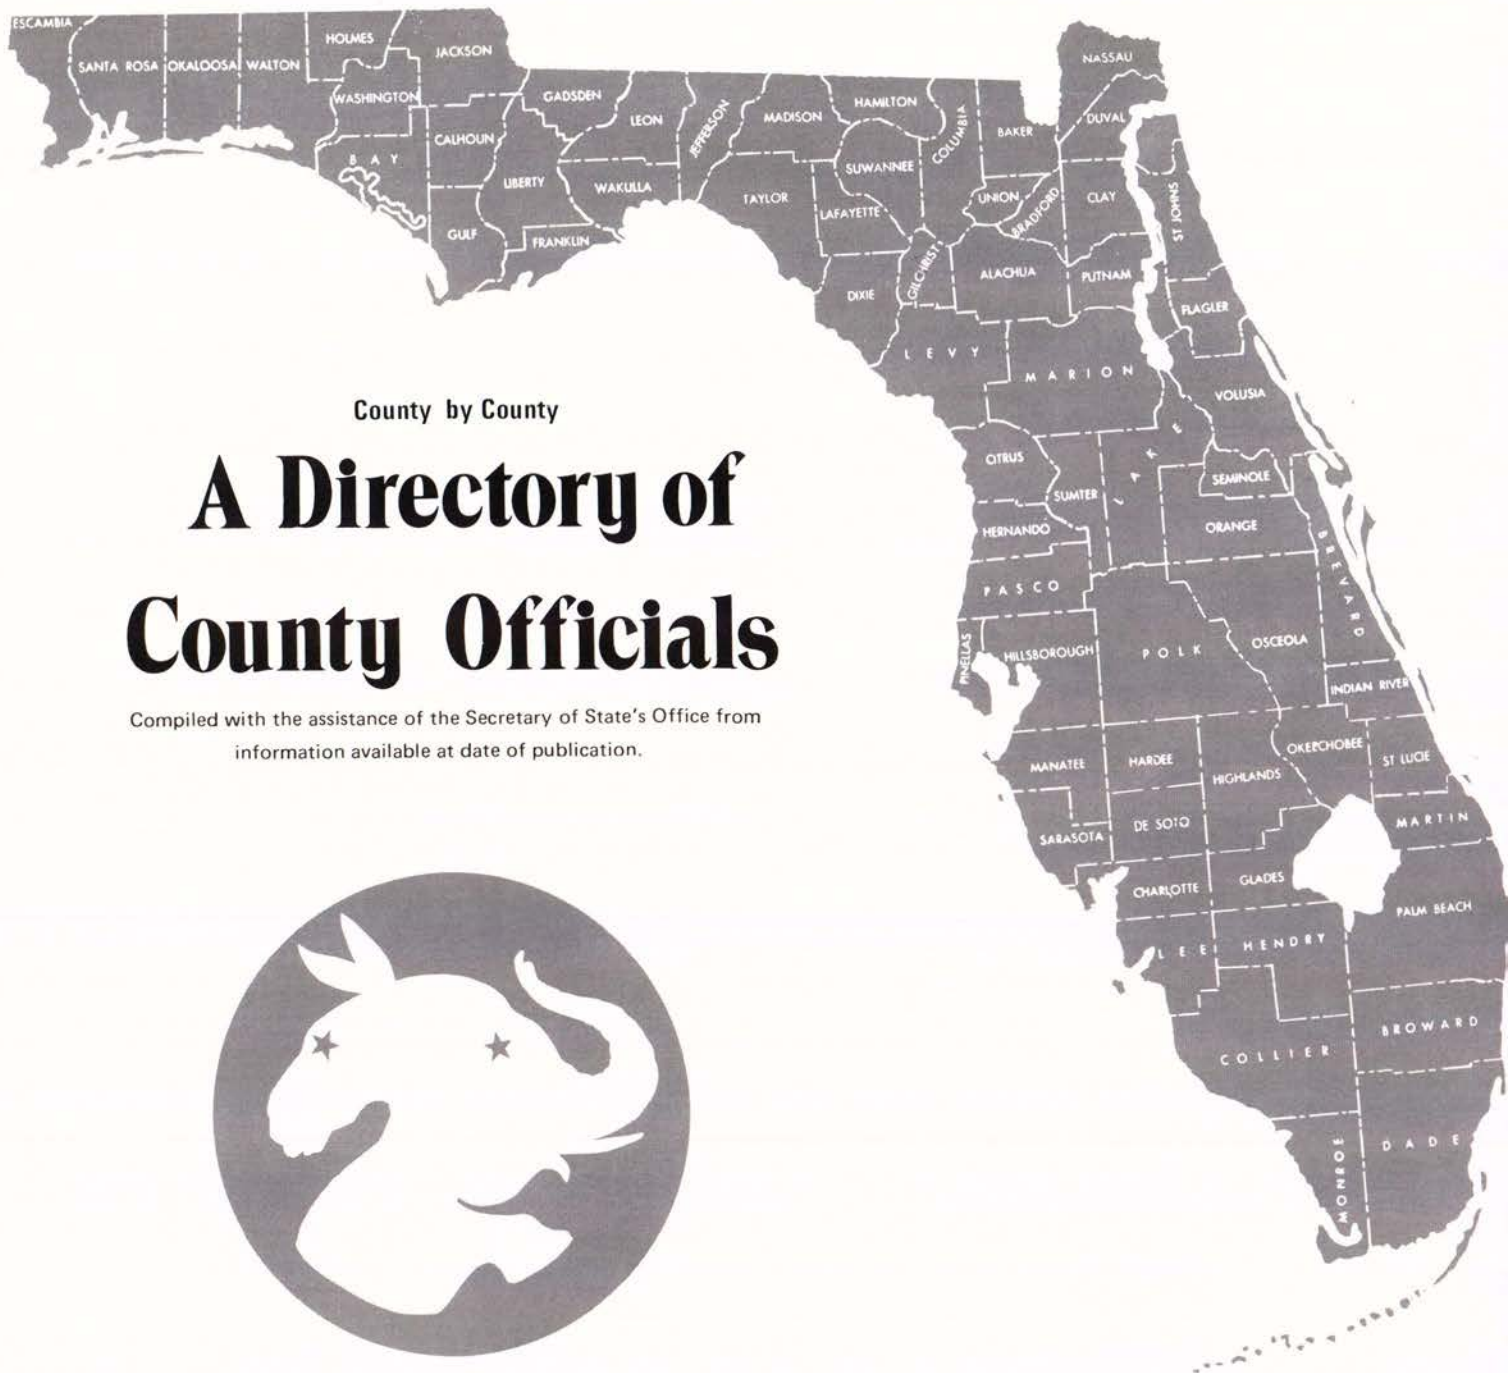 ESCAMBIA
SANTA ROSA
OKALOOSA
WALTON
HOLMES
JACKSON
WASHINGTON
BAY
CALHOUN
GULF
GADSDEN
LIBERTY
FRANKLIN
LEON
WAKULLA
JEFFERSON
MADISON
TAYLOR
HAMILTON
SUWANNEE
LAFAYETTE
DIXIE
COLUMBIA
GILCHRIST
BAKER
UNION
BRADFORD
ALACHUA
NASSAU
DUVAL
CLAY
ST JOHNS
PUTNAM
FLAGLER
LEVY
MARION
VOLUSIA
County by County
A Directory of
County Officials
Compiled with the assistance of the Secretary of State's Office from
information available at date of publication.
CITRUS
SUMTER
LAKE
SEMINOLE
HERNANDO
ORANGE
BREVARD
PASCO
PINELLAS
HILLSBOROUGH
POLK
OSCEOLA
INDIAN RIVER
MANATEE
HARDEE
HIGHLANDS
OKEECHOBEE
ST LUCIE
SARASOTA
DE SOTO
MARTIN
CHARLOTTE
GLADES
PALM BEACH
LEE
HENDRY
BROWARD
COLLIER
MONROE
DADE